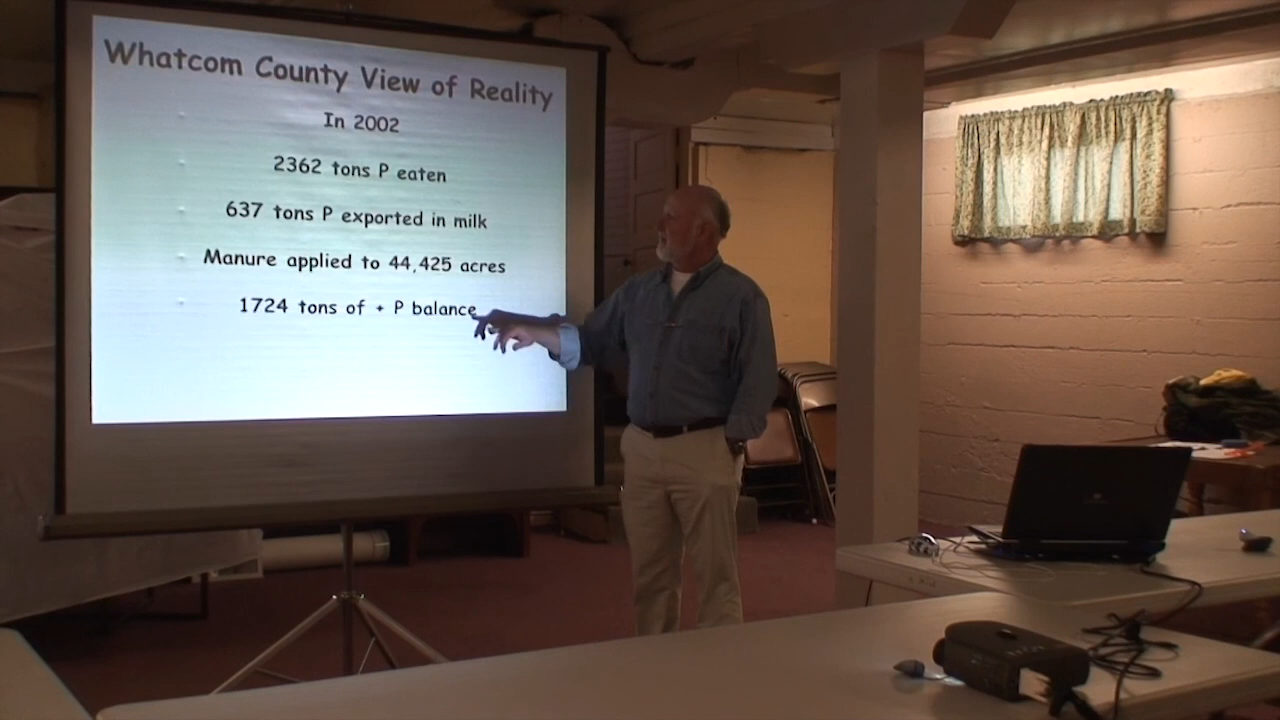 Whatcom County View of Reality
In 2002
2362 tons P eaten
637 tons P exported in milk
Manure applied to 44,425 acres
1724 tons of + P balance